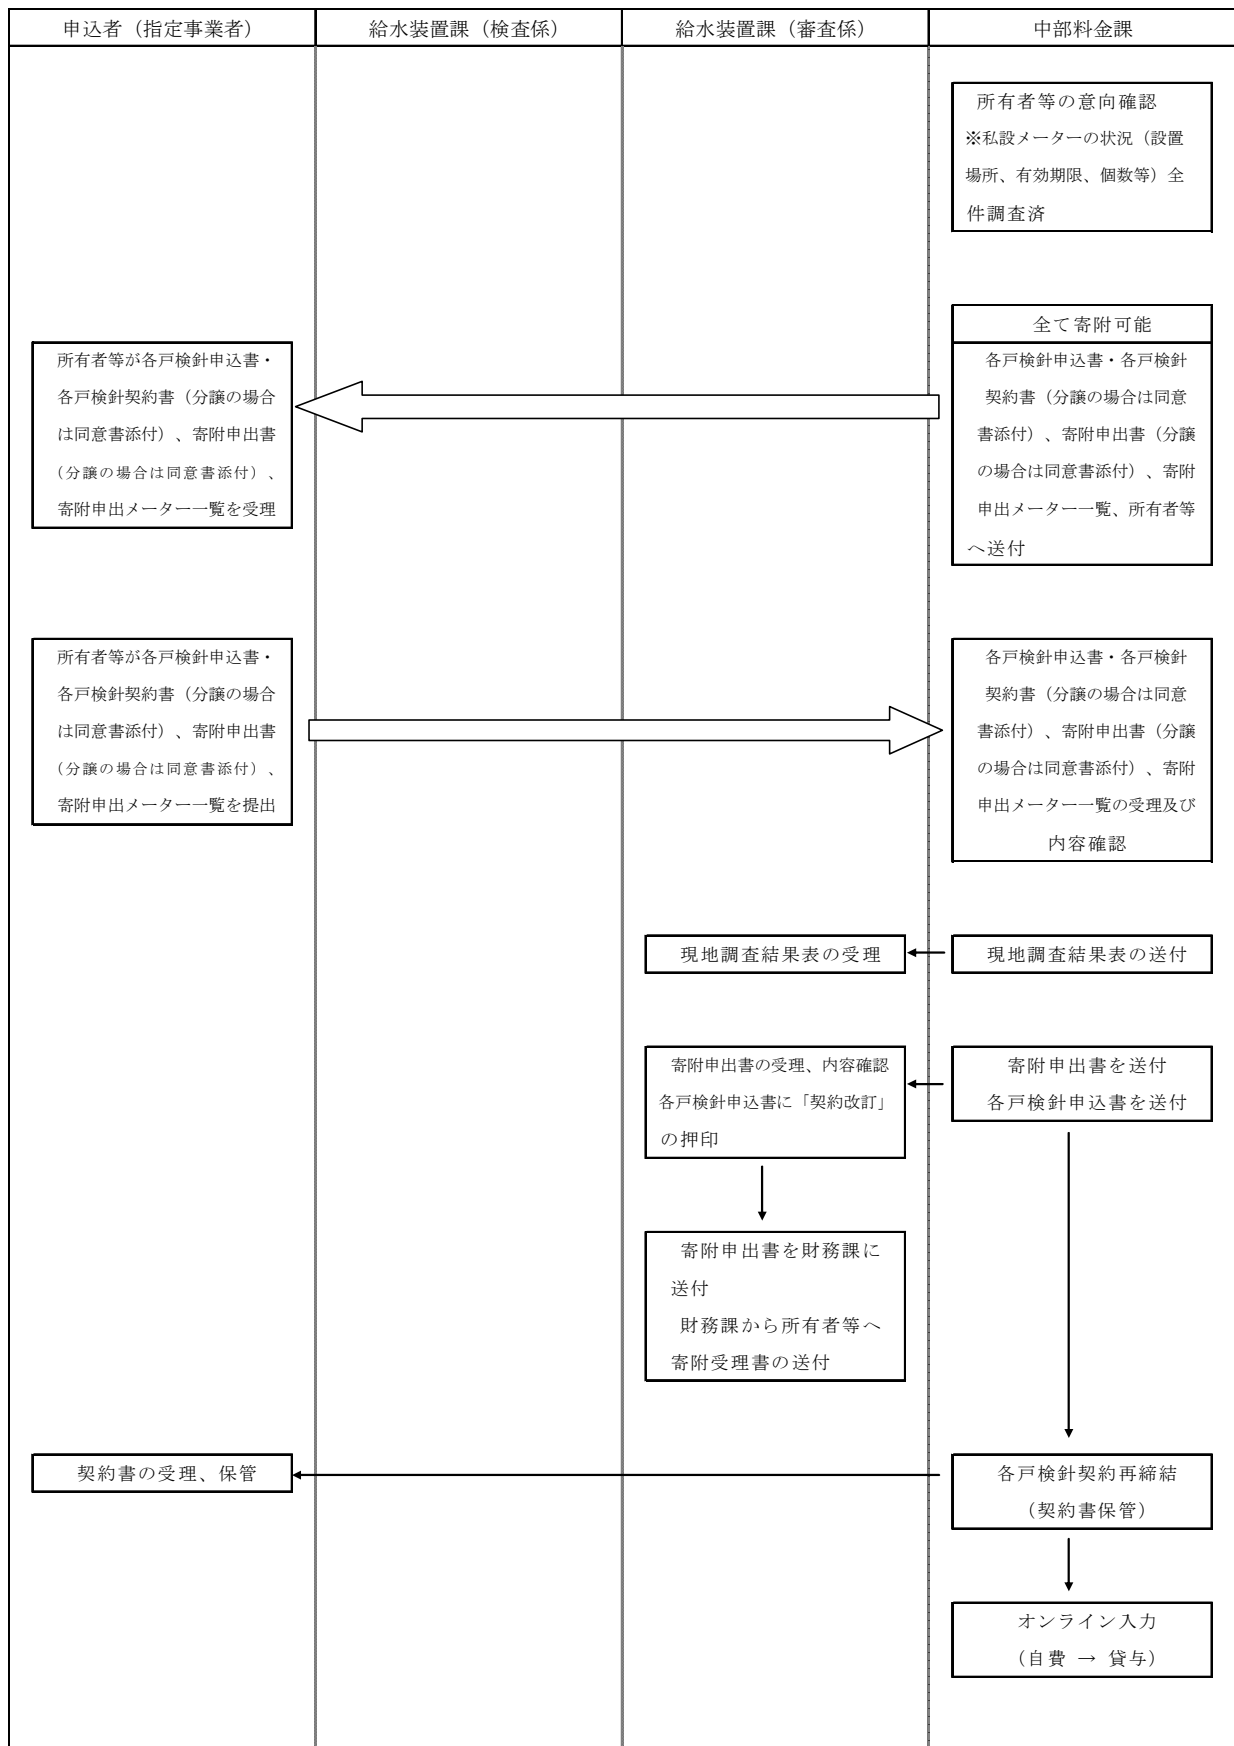 申込者（指定事業者）
給水装置課（検査係）
給水装置課（審査係）
中部料金課
所有者等の意向確認
※私設メーターの状況（設置
場所、有効期限、個数等）全
件調査済
全て寄附可能
各戸検針申込書・各戸検針
契約書（分譲の場合は同意
書添付）、寄附申出書（分譲
の場合は同意書添付）、寄附
申出メーター一覧、所有者等
へ送付
所有者等が各戸検針申込書・
各戸検針契約書（分譲の場合
は同意書添付）、寄附申出書
（分譲の場合は同意書添付）、
寄附申出メーター一覧を受理
所有者等が各戸検針申込書・
各戸検針契約書（分譲の場合
は同意書添付）、寄附申出書
（分譲の場合は同意書添付）、
寄附申出メーター一覧を提出
各戸検針申込書・各戸検針
契約書（分譲の場合は同意
書添付）、寄附申出書（分譲
の場合は同意書添付）、寄附
申出メーター一覧の受理及び
内容確認
現地調査結果表の受理
現地調査結果表の送付
寄附申出書の受理、内容確認
各戸検針申込書に「契約改訂」
の押印
寄附申出書を送付
各戸検針申込書を送付
寄附申出書を財務課に
送付
財務課から所有者等へ
寄附受理書の送付
契約書の受理、保管
各戸検針契約再締結
（契約書保管）
オンライン入力
（自費 → 貸与）